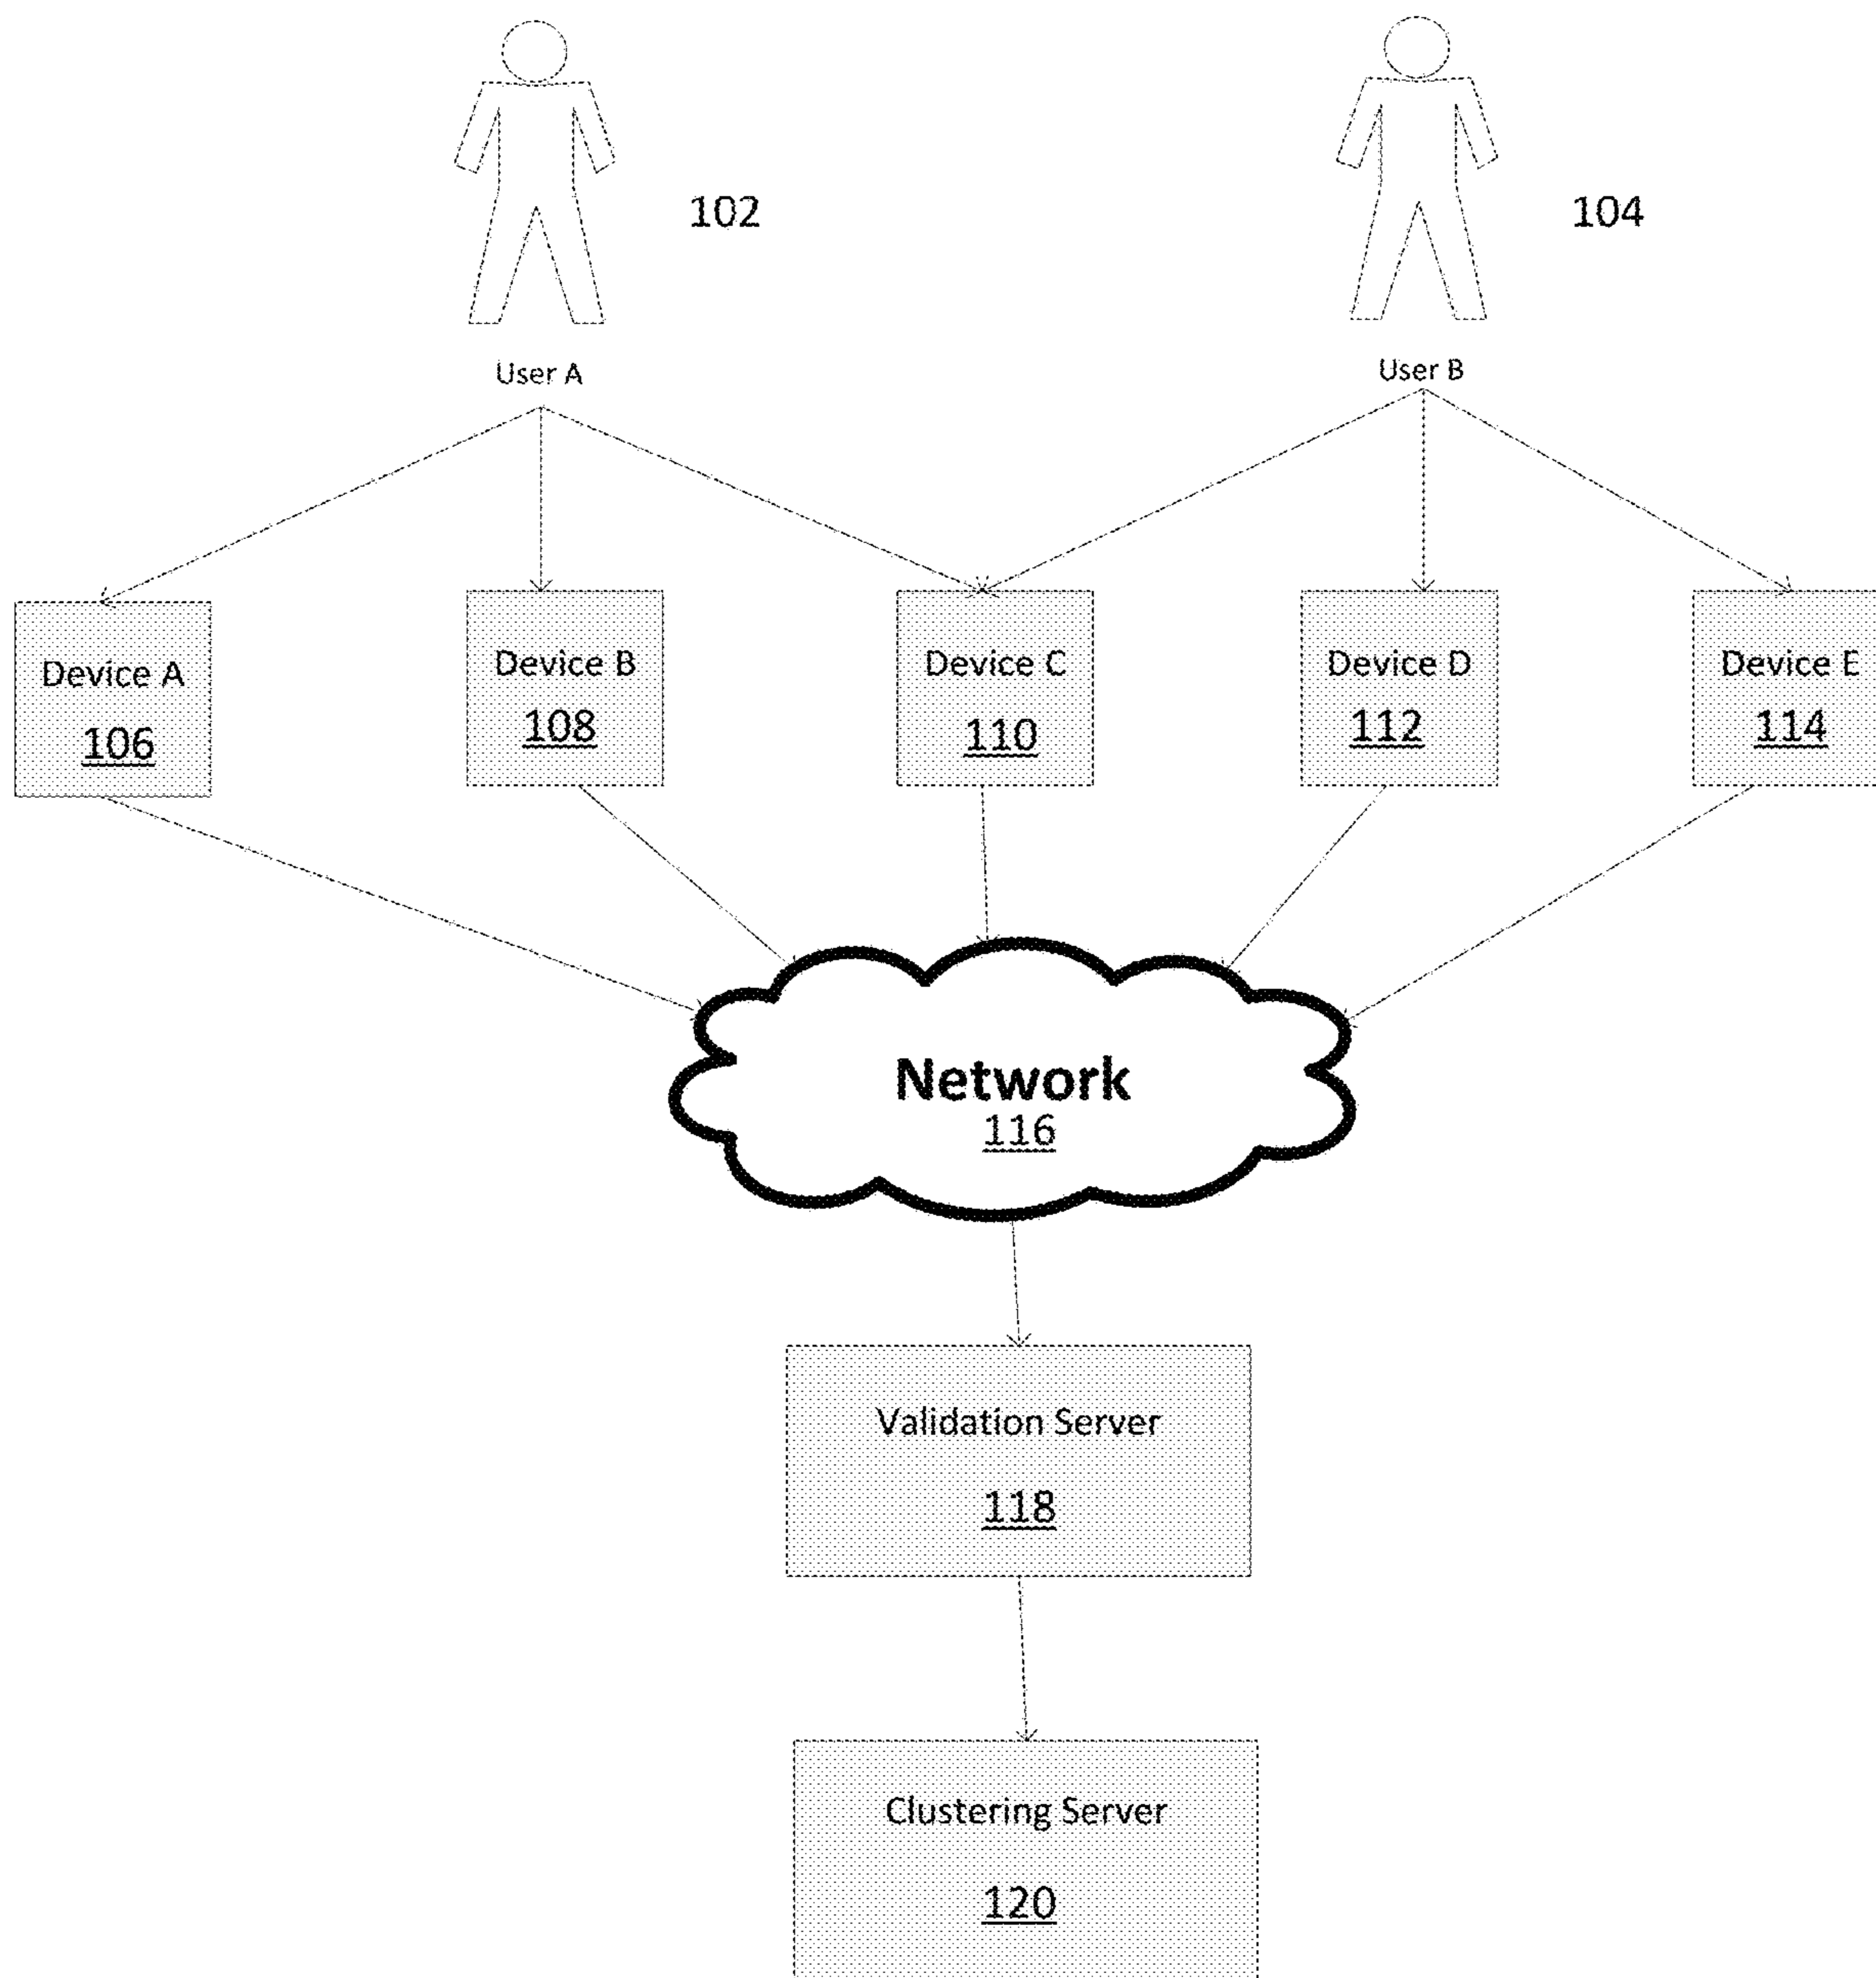 102
104
User A
User B
Device A
106
Device B
108
Device C
110
Device D
112
Device E
114
Network
116
Validation Server
118
Clustering Server
120